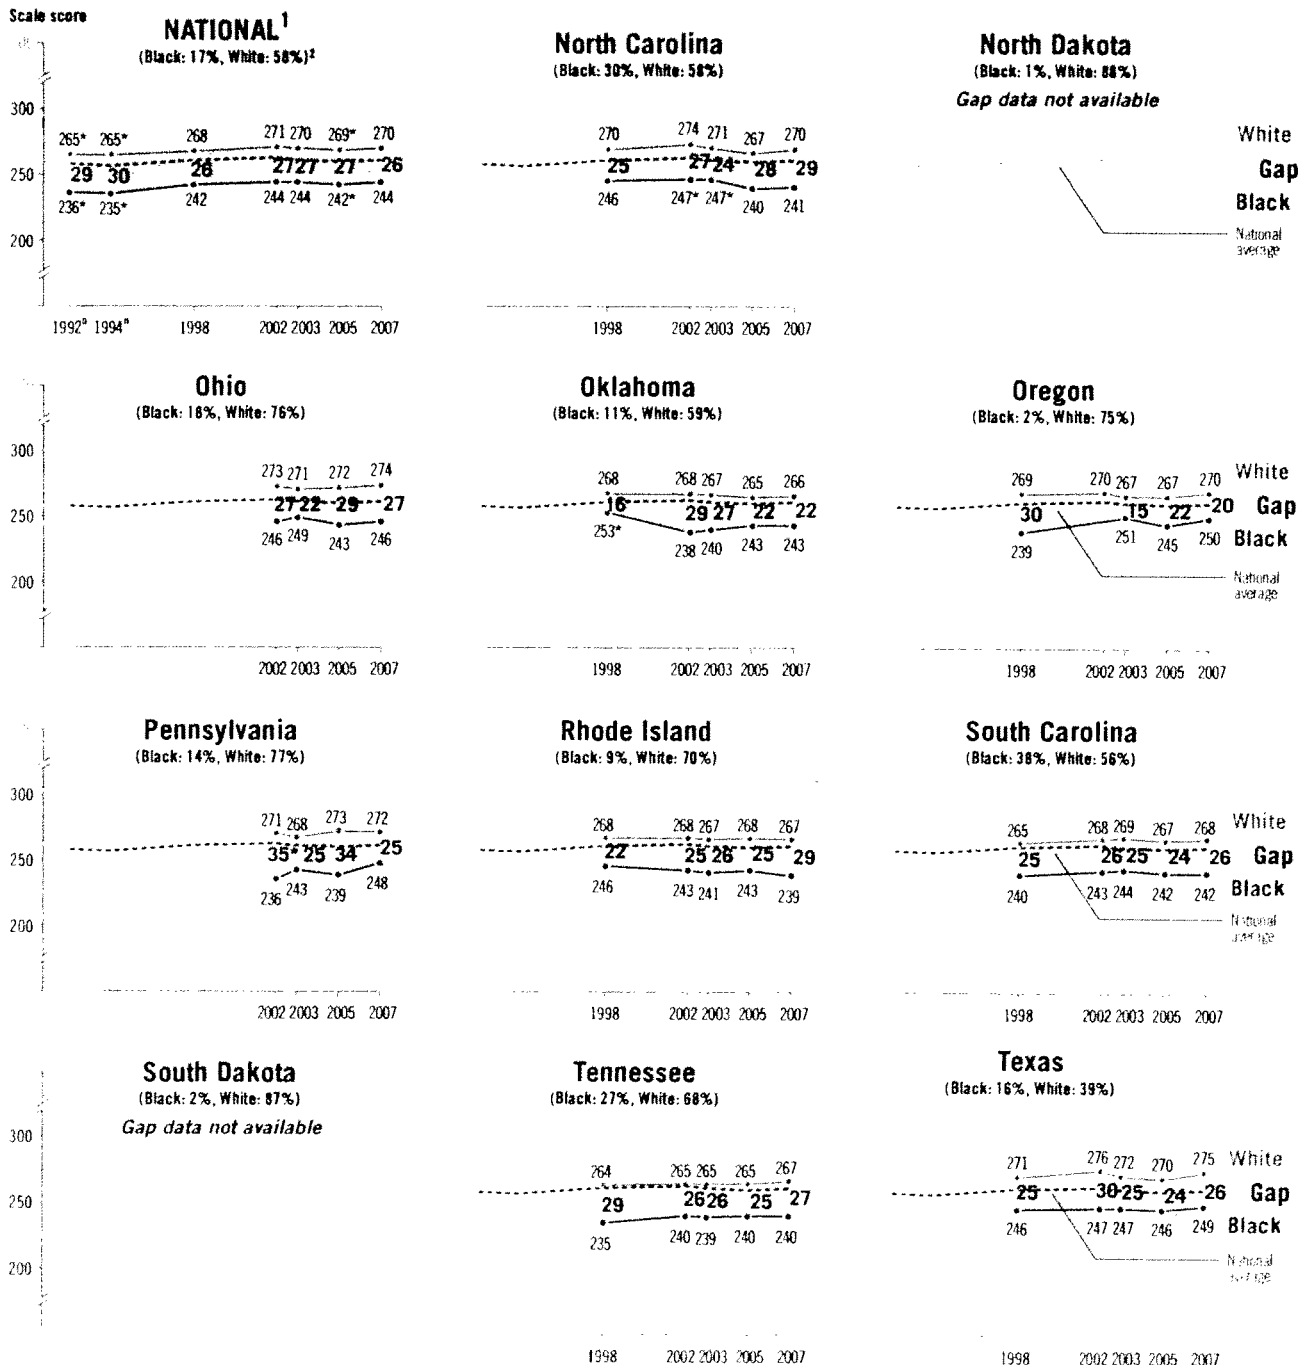 Scale score
NATIONAL¹
(Black: 17%, White: 58%)²
300
250
200
265* 265* 268 271 270 269* 270
29 30 26 27 27 27 26
236* 235* 242 244 244 242* 244
1992ⁿ 1994ⁿ 1998 2002 2003 2005 2007
North Carolina
(Black: 30%, White: 58%)
270 274 271 267 270
25 27 24 28 29
246 247* 247* 240 241
1998 2002 2003 2005 2007
North Dakota
(Black: 1%, White: 88%)
Gap data not available
White
Gap
Black
National
average
Ohio
(Black: 18%, White: 76%)
300
250
200
273 271 272 274
27 22 29 27
246 249 243 246
2002 2003 2005 2007
Oklahoma
(Black: 11%, White: 59%)
268 268 267 265 266
16 29 27 22 22
253* 238 240 243 243
1998 2002 2003 2005 2007
Oregon
(Black: 2%, White: 75%)
269 270 267 267 270
30 15 22 20
239 251 245 250
White
Gap
Black
National
average
1998 2002 2003 2005 2007
Pennsylvania
(Black: 14%, White: 77%)
300
250
200
271 268 273 272
35* 25 34 25
236 243 239 248
2002 2003 2005 2007
Rhode Island
(Black: 9%, White: 70%)
268 268 267 268 267
22 25 26 25 29
246 243 241 243 239
1998 2002 2003 2005 2007
South Carolina
(Black: 38%, White: 56%)
265 268 269 267 268
25 26 25 24 26
240 243 244 242 242
White
Gap
Black
National
average
1998 2002 2003 2005 2007
South Dakota
(Black: 2%, White: 87%)
Gap data not available
300
250
200
Tennessee
(Black: 27%, White: 68%)
264 265 265 265 267
29 26 26 25 27
235 240 239 240 240
1998 2002 2003 2005 2007
Texas
(Black: 16%, White: 39%)
271 276 272 270 275
25 30 25 24 26
246 247 247 246 249
White
Gap
Black
National
average
1998 2002 2003 2005 2007